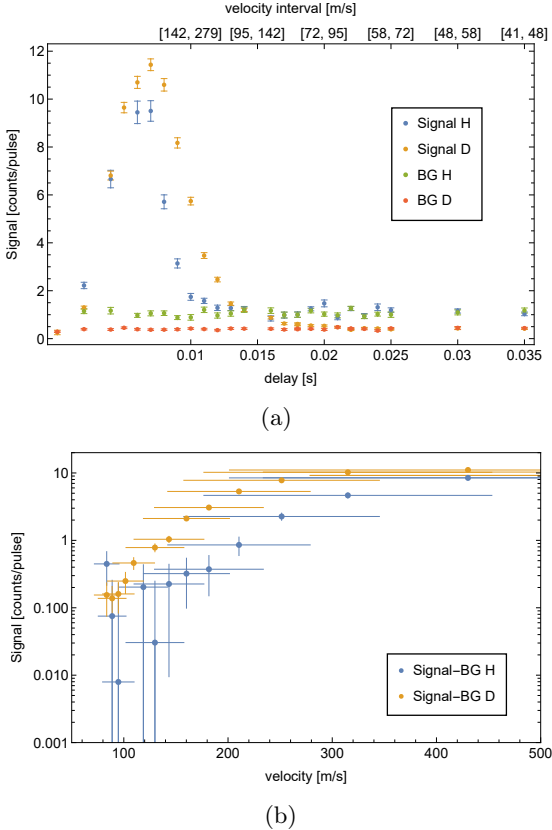 velocity interval [m/s]
[142, 279] [95, 142] [72, 95] [58, 72] [48, 58] [41, 48]
12
10
8
6
4
2
0
Signal [counts/pulse]
Signal H
Signal D
BG H
BG D
0.01 0.015 0.02 0.025 0.03 0.035
delay [s]
(a)
10
1
0.100
0.010
0.001
Signal [counts/pulse]
Signal–BG H
Signal–BG D
100 200 300 400 500
velocity [m/s]
(b)